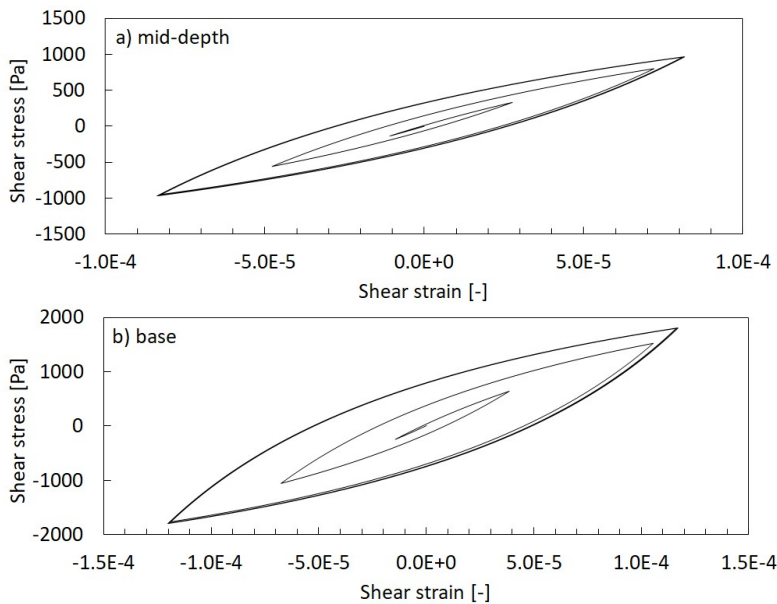 a) mid-depth
Shear stress [Pa]
1500
1000
500
0
-500
-1000
-1500
-1.0E-4 -5.0E-5 0.0E+0 5.0E-5 1.0E-4
Shear strain [-]
b) base
Shear stress [Pa]
2000
1000
0
-1000
-2000
-1.5E-4 -1.0E-4 -5.0E-5 0.0E+0 5.0E-5 1.0E-4 1.5E-4
Shear strain [-]